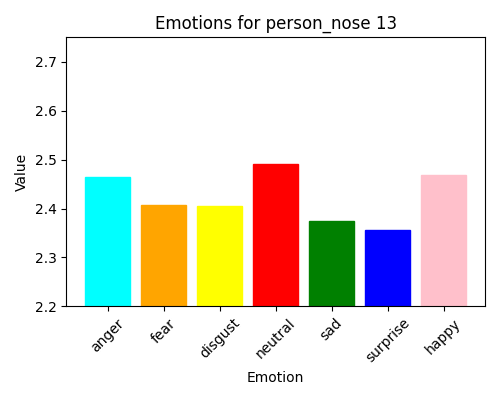 Emotions for person_nose 13
Value
2.7
2.6
2.5
2.4
2.3
2.2
anger
fear
disgust
neutral
sad
surprise
happy
Emotion